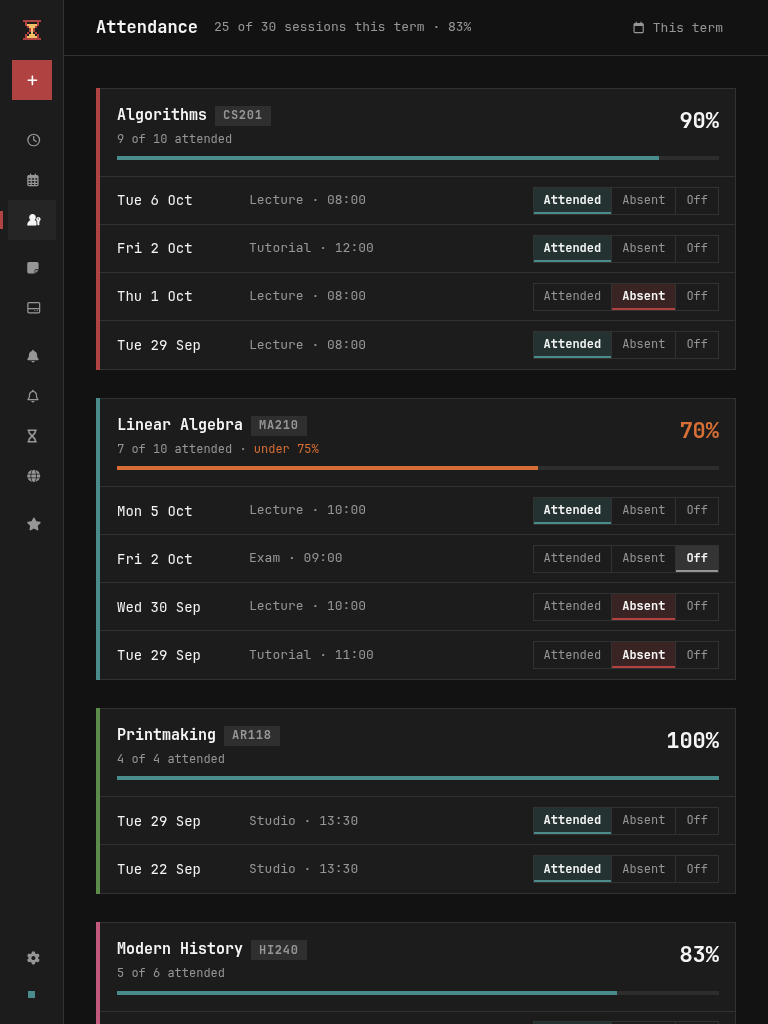 Attendance 25 of 30 sessions this term · 83% This term
+
Algorithms CS201 90%
9 of 10 attended
Tue 6 Oct Lecture · 08:00 Attended Absent Off
Fri 2 Oct Tutorial · 12:00 Attended Absent Off
Thu 1 Oct Lecture · 08:00 Attended Absent Off
Tue 29 Sep Lecture · 08:00 Attended Absent Off
Linear Algebra MA210 70%
7 of 10 attended · under 75%
Mon 5 Oct Lecture · 10:00 Attended Absent Off
Fri 2 Oct Exam · 09:00 Attended Absent Off
Wed 30 Sep Lecture · 10:00 Attended Absent Off
Tue 29 Sep Tutorial · 11:00 Attended Absent Off
Printmaking AR118 100%
4 of 4 attended
Tue 29 Sep Studio · 13:30 Attended Absent Off
Tue 22 Sep Studio · 13:30 Attended Absent Off
Modern History HI240 83%
5 of 6 attended